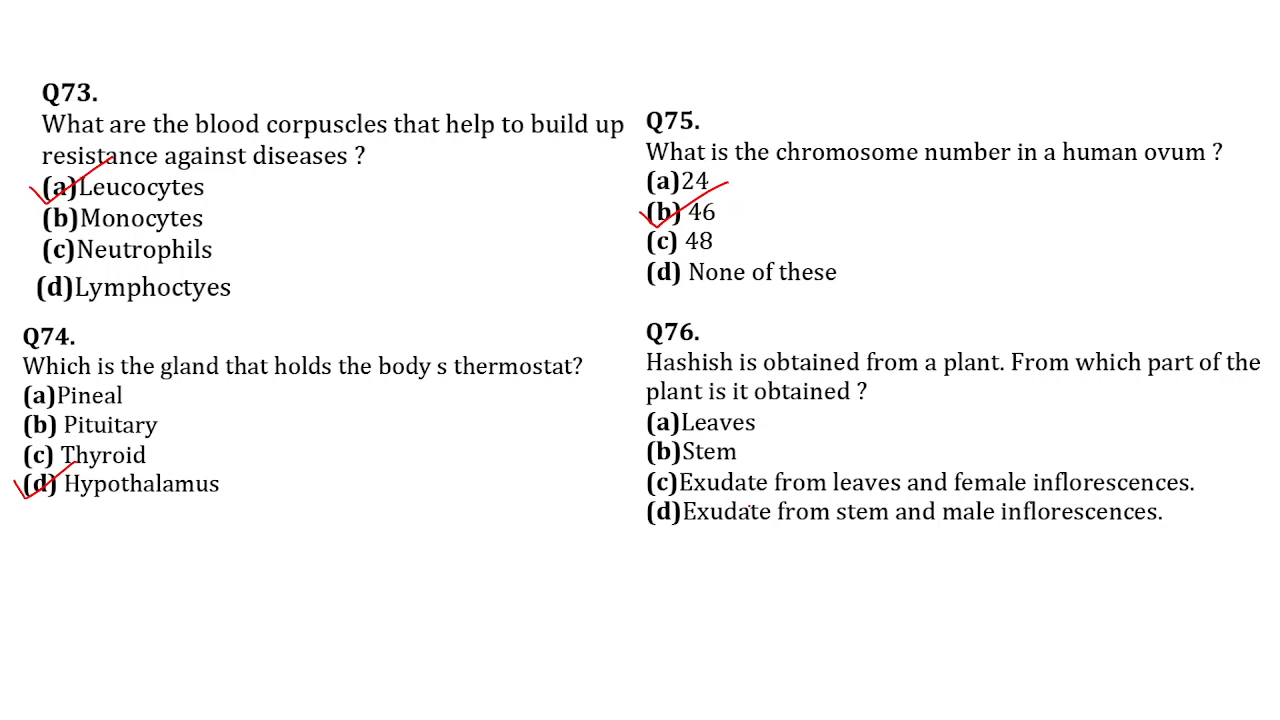 Q73.
What are the blood corpuscles that help to build up
resistance against diseases ?
(a)Leucocytes
(b)Monocytes
(c)Neutrophils
(d)Lymphoctyes
Q74.
Which is the gland that holds the body s thermostat?
(a)Pineal
(b) Pituitary
(c) Thyroid
(d) Hypothalamus
Q75.
What is the chromosome number in a human ovum ?
(a)24
(b) 46
(c) 48
(d) None of these
Q76.
Hashish is obtained from a plant. From which part of the
plant is it obtained ?
(a)Leaves
(b)Stem
(c)Exudate from leaves and female inflorescences.
(d)Exudate from stem and male inflorescences.